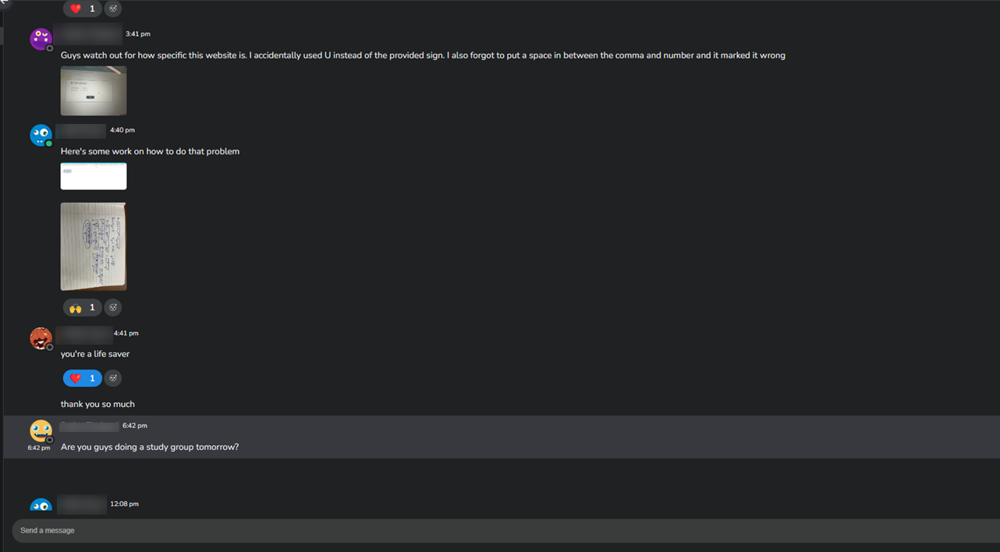 1
3:41 pm
Guys watch out for how specific this website is. I accidentally used U instead of the provided sign. I also forgot to put a space in between the comma and number and it marked it wrong
4:40 pm
Here's some work on how to do that problem
1
4:41 pm
you're a life saver
1
thank you so much
6:42 pm
6:42 pm
Are you guys doing a study group tomorrow?
12:08 pm
Send a message